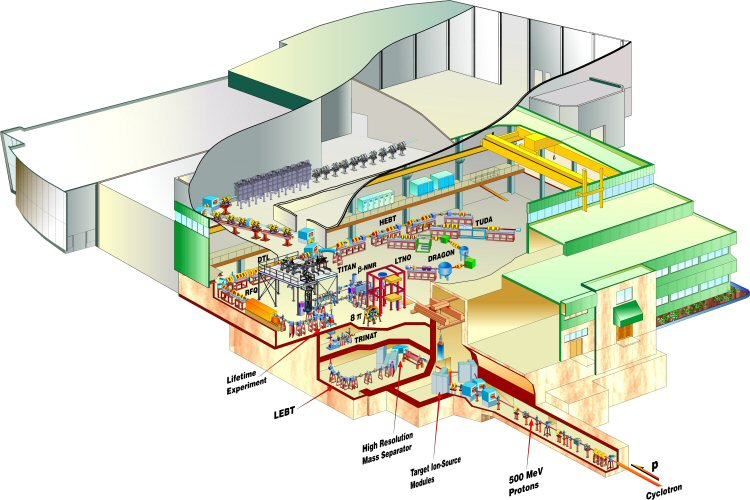 HEBT
TUDA
DTL
TITAN
β-NMR
LTNO
DRAGON
RFQ
8 π
TRINAT
Lifetime
Experiment
LEBT
High Resolution
Mass Separator
Target Ion-Source
Modules
500 MeV
Protons
P
Cyclotron